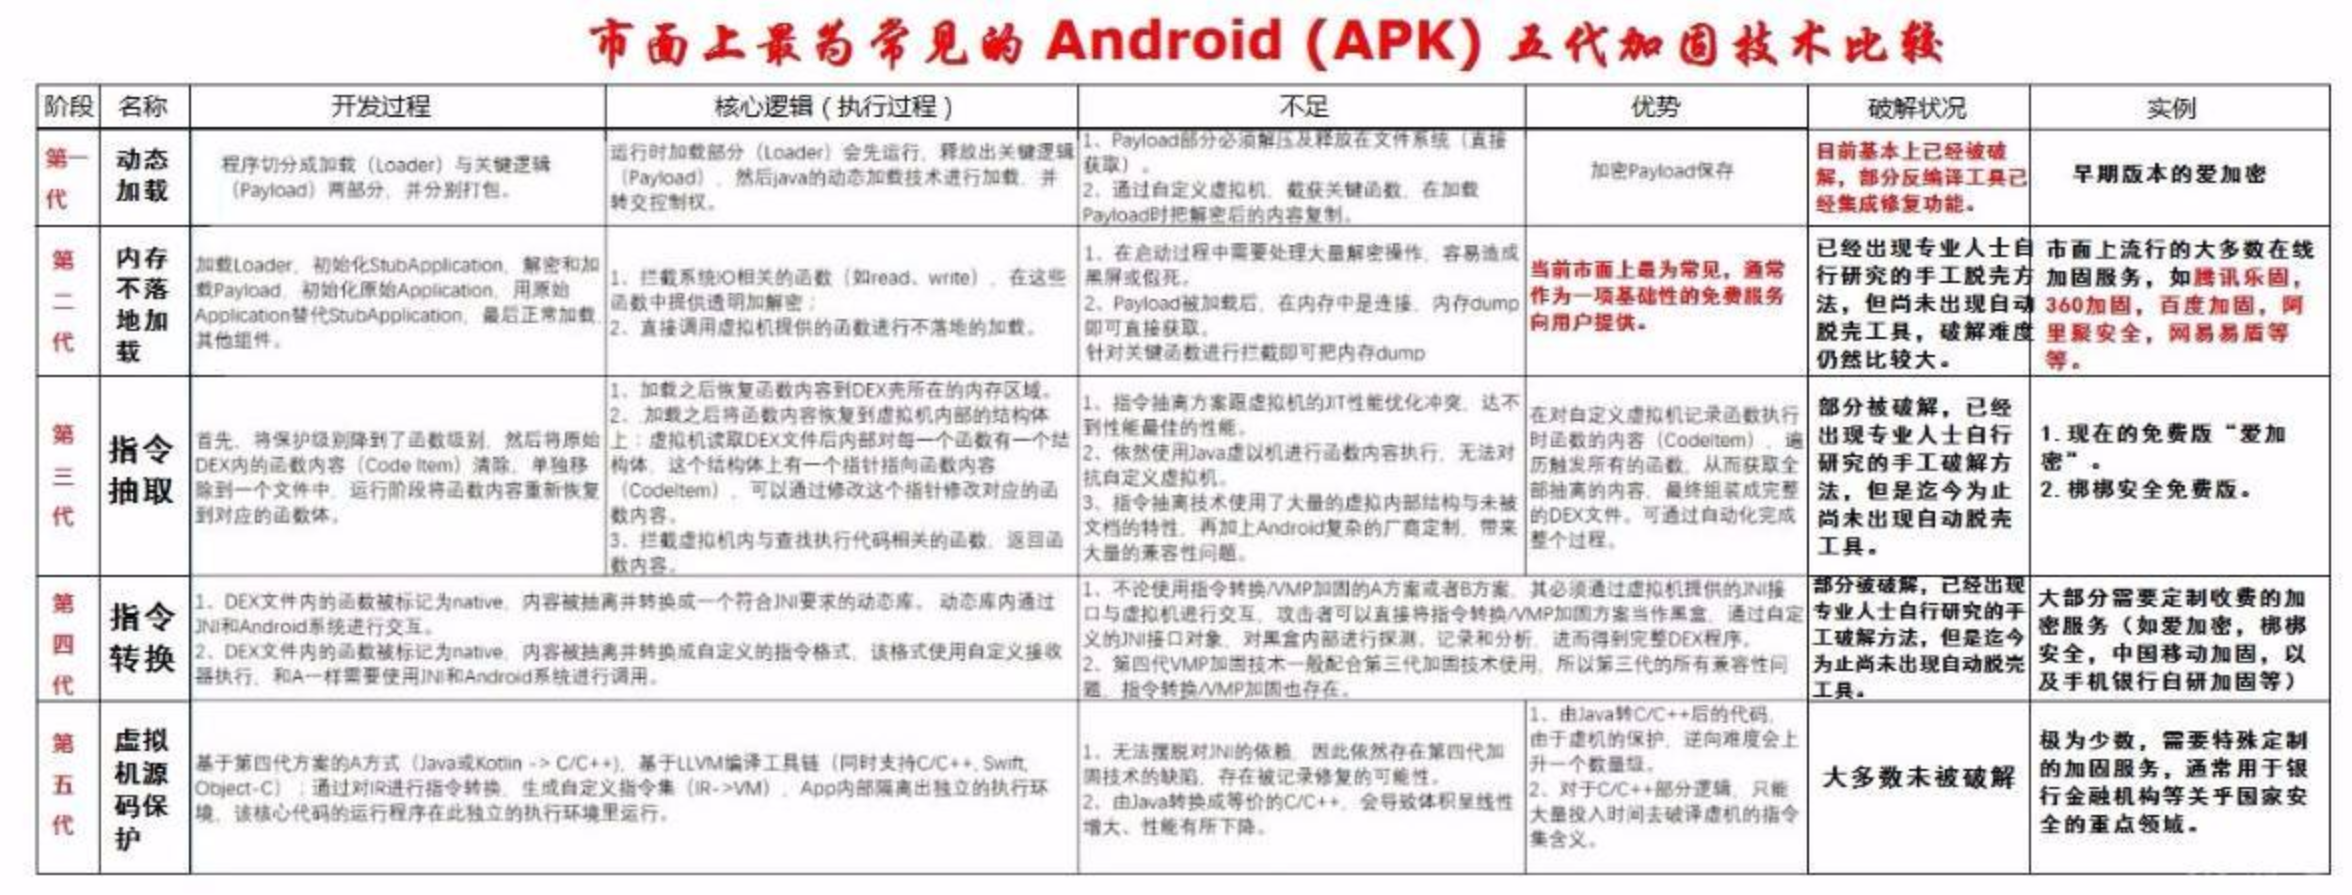 市面上最为常见的 Android (APK) 五代加固技术比较
阶段 名称 开发过程 核心逻辑（执行过程） 不足 优势 破解状况 实例
第一
代
动态
加载
程序切分成加载（Loader）与关键逻辑
（Payload）两部分，并分别打包。
运行时加载部分（Loader）会先运行，释放出关键逻辑
（Payload），然后java的动态加载技术进行加载，并
转交控制权。
1、Payload部分必须解压及释放在文件系统（直接
获取）。
2、通过自定义虚拟机，截获关键函数，在加载
Payload时把解密后的内容复制。
加密Payload保存
目前基本上已经被破
解，部分反编译工具已
经集成修复功能。
早期版本的爱加密
第
二
代
内存
不落
地加
载
加载Loader，初始化StubApplication，解密和加
载Payload，初始化原始Application，用原始
Application替代StubApplication，最后正常加载
其他组件。
1、拦截系统IO相关的函数（如read、write），在这些
函数中提供透明加解密；
2、直接调用虚拟机提供的函数进行不落地的加载。
1、在启动过程中需要处理大量解密操作，容易造成
黑屏或假死。
2、Payload被加载后，在内存中是连接，内存dump
即可直接获取。
针对关键函数进行拦截即可把内存dump
当前市面上最为常见，通常
作为一项基础性的免费服务
向用户提供。
已经出现专业人士自
行研究的手工脱壳方
法，但尚未出现自动
脱壳工具，破解难度
仍然比较大。
市面上流行的大多数在线
加固服务，如腾讯乐固，
360加固，百度加固，阿
里聚安全，网易易盾等
等。
第
三
代
指令
抽取
首先，将保护级别降到了函数级别，然后将原始
DEX内的函数内容（Code Item）清除，单独移
除到一个文件中，运行阶段将函数内容重新恢复
到对应的函数体。
1、加载之后恢复函数内容到DEX壳所在的内存区域。
2、加载之后将函数内容恢复到虚拟机内部的结构体
上：虚拟机读取DEX文件后内部对每一个函数有一个结
构体，这个结构体上有一个指针指向函数内容
（CodeItem），可以通过修改这个指针修改对应的函
数内容。
3、拦截虚拟机内与查找执行代码相关的函数，返回函
数内容。
1、指令抽离方案跟虚拟机的JIT性能优化冲突，达不
到性能最佳的性能。
2、依然使用Java虚以机进行函数内容执行，无法对
抗自定义虚拟机。
3、指令抽离技术使用了大量的虚拟内部结构与未被
文档的特性，再加上Android复杂的厂商定制，带来
大量的兼容性问题。
在对自定义虚拟机记录函数执行
时函数的内容（CodeItem），遍
历触发所有的函数，从而获取全
部抽离的内容，最终组装成完整
的DEX文件。可通过自动化完成
整个过程。
部分被破解，已经
出现专业人士自行
研究的手工破解方
法，但是迄今为止
尚未出现自动脱壳
工具。
1.现在的免费版“爱加
密”。
2.梆梆安全免费版。
第
四
代
指令
转换
1、DEX文件内的函数被标记为native，内容被抽离并转换成一个符合JNI要求的动态库。 动态库内通过
JNI和Android系统进行交互。
2、DEX文件内的函数被标记为native，内容被抽离并转换成自定义的指令格式，该格式使用自定义接收
器执行，和A一样需要使用JNI和Android系统进行调用。
1、不论使用指令转换/VMP加固的A方案或者B方案，其必须通过虚拟机提供的JNI接
口与虚拟机进行交互，攻击者可以直接将指令转换/VMP加固方案当作黑盒，通过自定
义的JNI接口对象，对黑盒内部进行探测、记录和分析，进而得到完整DEX程序。
2、第四代VMP加固技术一般配合第三代加固技术使用，所以第三代的所有兼容性问
题，指令转换/VMP加固也存在。
部分被破解，已经出现
专业人士自行研究的手
工破解方法，但是迄今
为止尚未出现自动脱壳
工具。
大部分需要定制收费的加
密服务（如爱加密，梆梆
安全，中国移动加固，以
及手机银行自研加固等）
第
五
代
虚拟
机源
码保
护
基于第四代方案的A方式（Java或Kotlin -> C/C++)，基于LLVM编译工具链（同时支持C/C++, Swift,
Object-C）；通过对IR进行指令转换，生成自定义指令集（IR->VM），App内部隔离出独立的执行环
境，该核心代码的运行程序在此独立的执行环境里运行。
1、无法摆脱对JNI的依赖，因此依然存在第四代加
固技术的缺陷，存在被记录修复的可能性。
2、由Java转换成等价的C/C++，会导致体积呈线性
增大、性能有所下降。
1、由Java转C/C++后的代码，
由于虚机的保护，逆向难度会上
升一个数量级。
2、对于C/C++部分逻辑，只能
大量投入时间去破译虚机的指令
集含义。
大多数未被破解
极为少数，需要特殊定制
的加固服务，通常用于银
行金融机构等关乎国家安
全的重点领域。